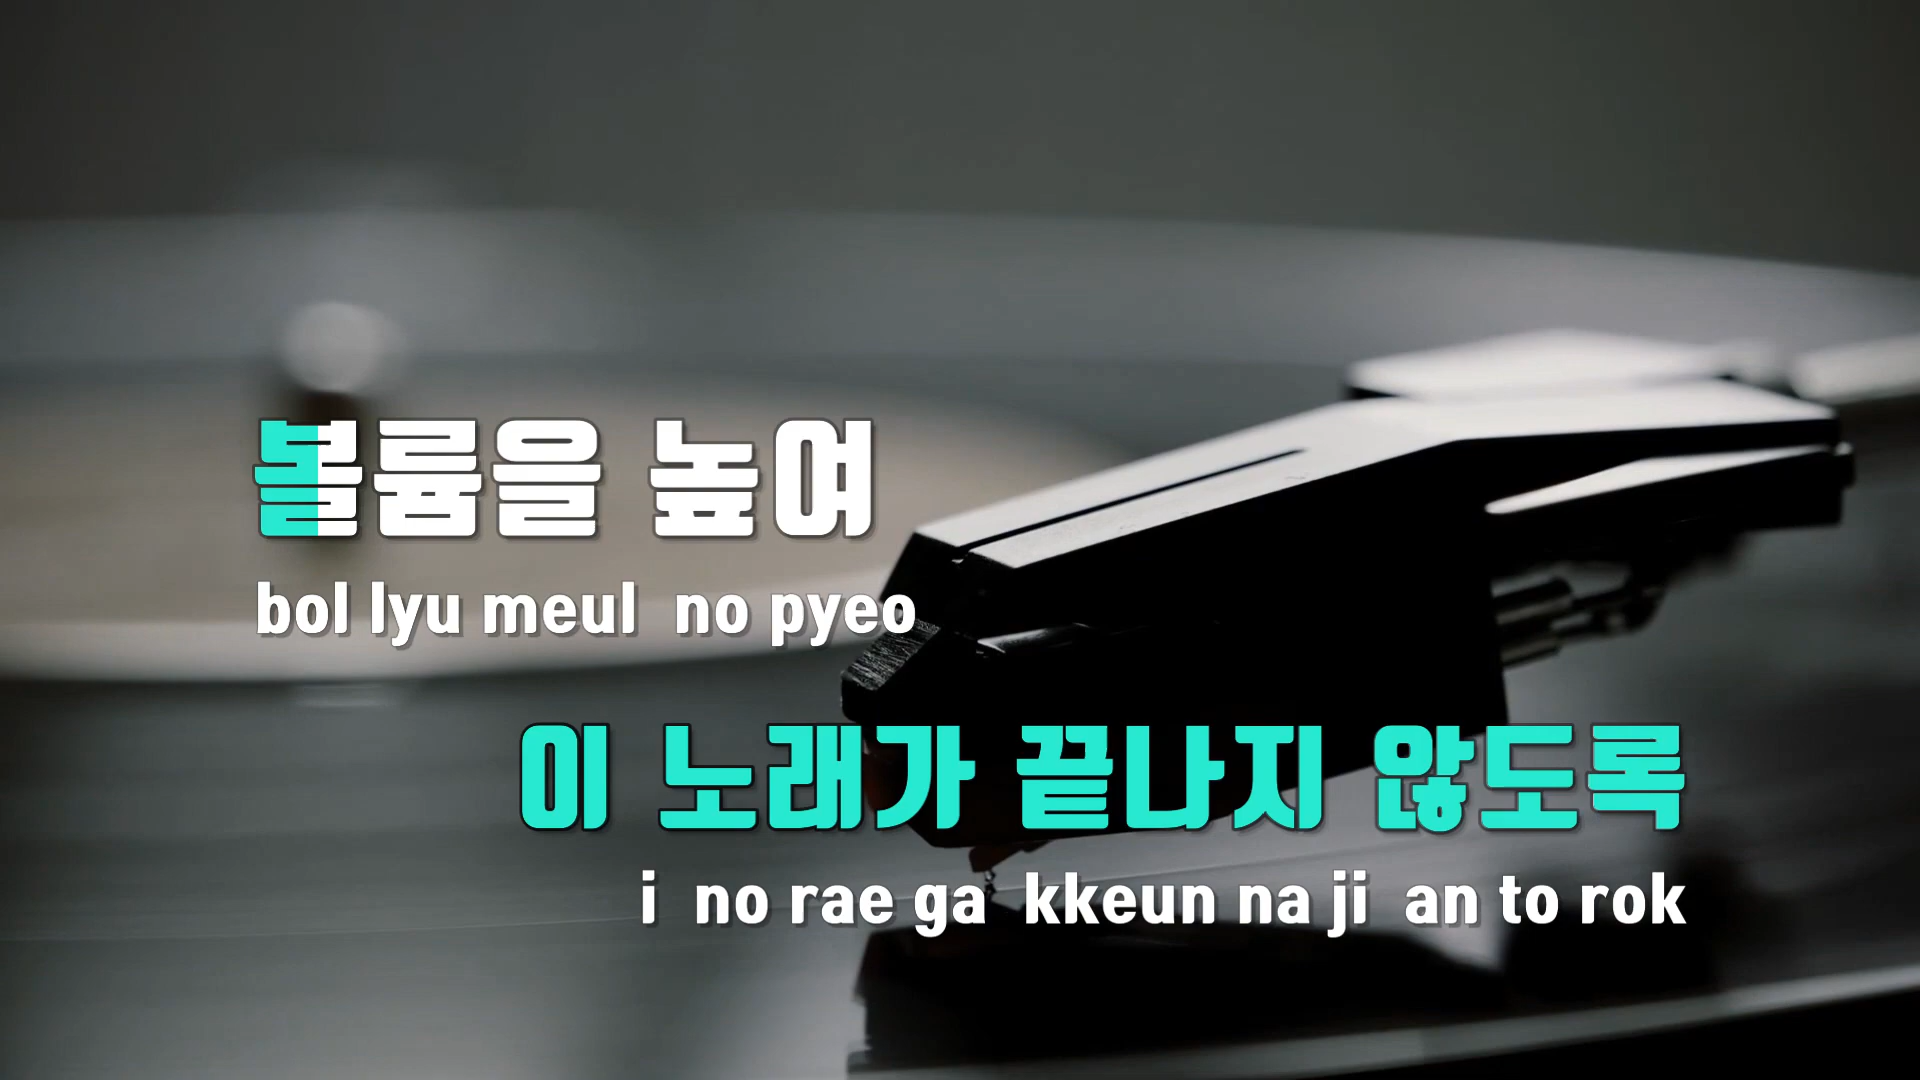 볼륨을 높여
bol lyu meul no pyeo
이 노래가 끝나지 않도록
i no rae ga kkeun na ji an to rok